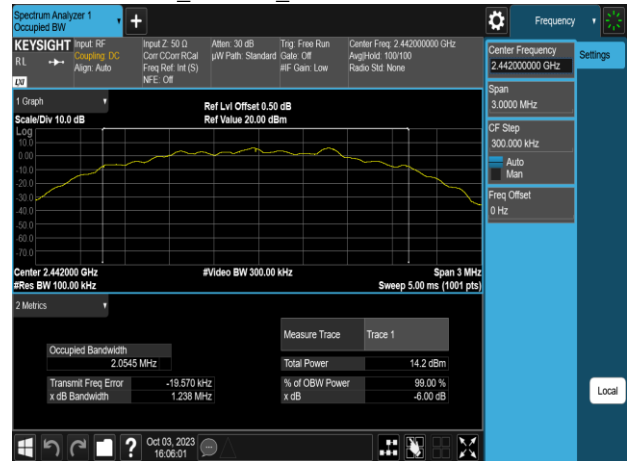 Spectrum Analyzer 1
Occupied BW
Frequency
KEYSIGHT
Input: RF
Input Z: 50 Ω
Atten: 30 dB
Trig: Free Run
Center Freq: 2.442000000 GHz
RL
Coupling: DC
Corr CCorr RCal
µW Path: Standard
Gate: Off
Avg|Hold: 100/100
Align: Auto
Freq Ref: Int (S)
#IF Gain: Low
Radio Std: None
LXI
NFE: Off
Center Frequency
2.442000000 GHz
Settings
Span
3.0000 MHz
CF Step
300.000 kHz
Auto
Man
Freq Offset
0 Hz
1 Graph
Ref Lvl Offset 0.50 dB
Scale/Div 10.0 dB
Ref Value 20.00 dBm
Log
10.0
0.00
-10.0
-20.0
-30.0
-40.0
-50.0
-60.0
-70.0
Center 2.442000 GHz
#Video BW 300.00 kHz
Span 3 MHz
#Res BW 100.00 kHz
Sweep 5.00 ms (1001 pts)
2 Metrics
Measure Trace
Trace 1
Occupied Bandwidth
2.0545 MHz
Total Power
14.2 dBm
Transmit Freq Error
-19.570 kHz
% of OBW Power
99.00 %
x dB Bandwidth
1.238 MHz
x dB
-6.00 dB
Local
?
Oct 03, 2023
16:06:01